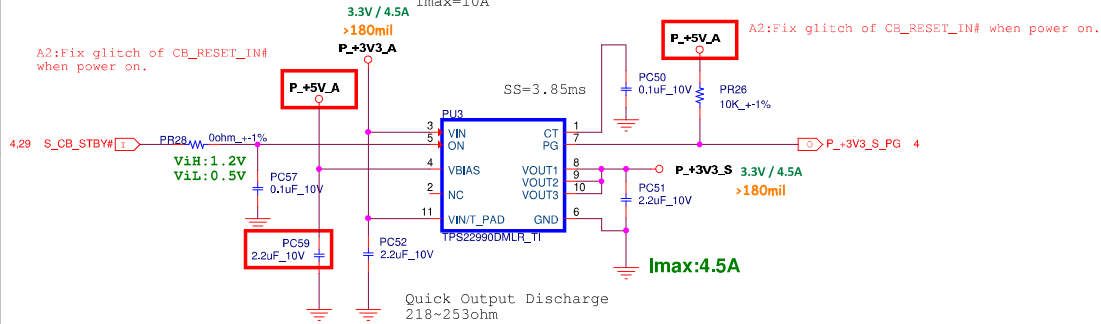 Imax=10A
3.3V / 4.5A
>180mil
P_+3V3_A
A2:Fix glitch of CB_RESET_IN#
when power on.
P_+5V_A
A2:Fix glitch of CB_RESET_IN# when power on.
P_+5V_A
SS=3.85ms
PC50
0.1uF_10V
PR26
10K_+-1%
PU3
4,29 S_CB_STBY# I
PR28 0ohm_+-1%
ViH:1.2V
ViL:0.5V
PC57
0.1uF_10V
3 VIN CT 1
5 ON PG 7
4 VBIAS VOUT1 8
VOUT2 9
2 NC VOUT3 10
11 VIN/T_PAD GND 6
TPS22990DMLR_TI
O P_+3V3_S_PG 4
P_+3V3_S 3.3V / 4.5A
>180mil
PC51
2.2uF_10V
PC59
2.2uF_10V
PC52
2.2uF_10V
Imax:4.5A
Quick Output Discharge
218~253ohm